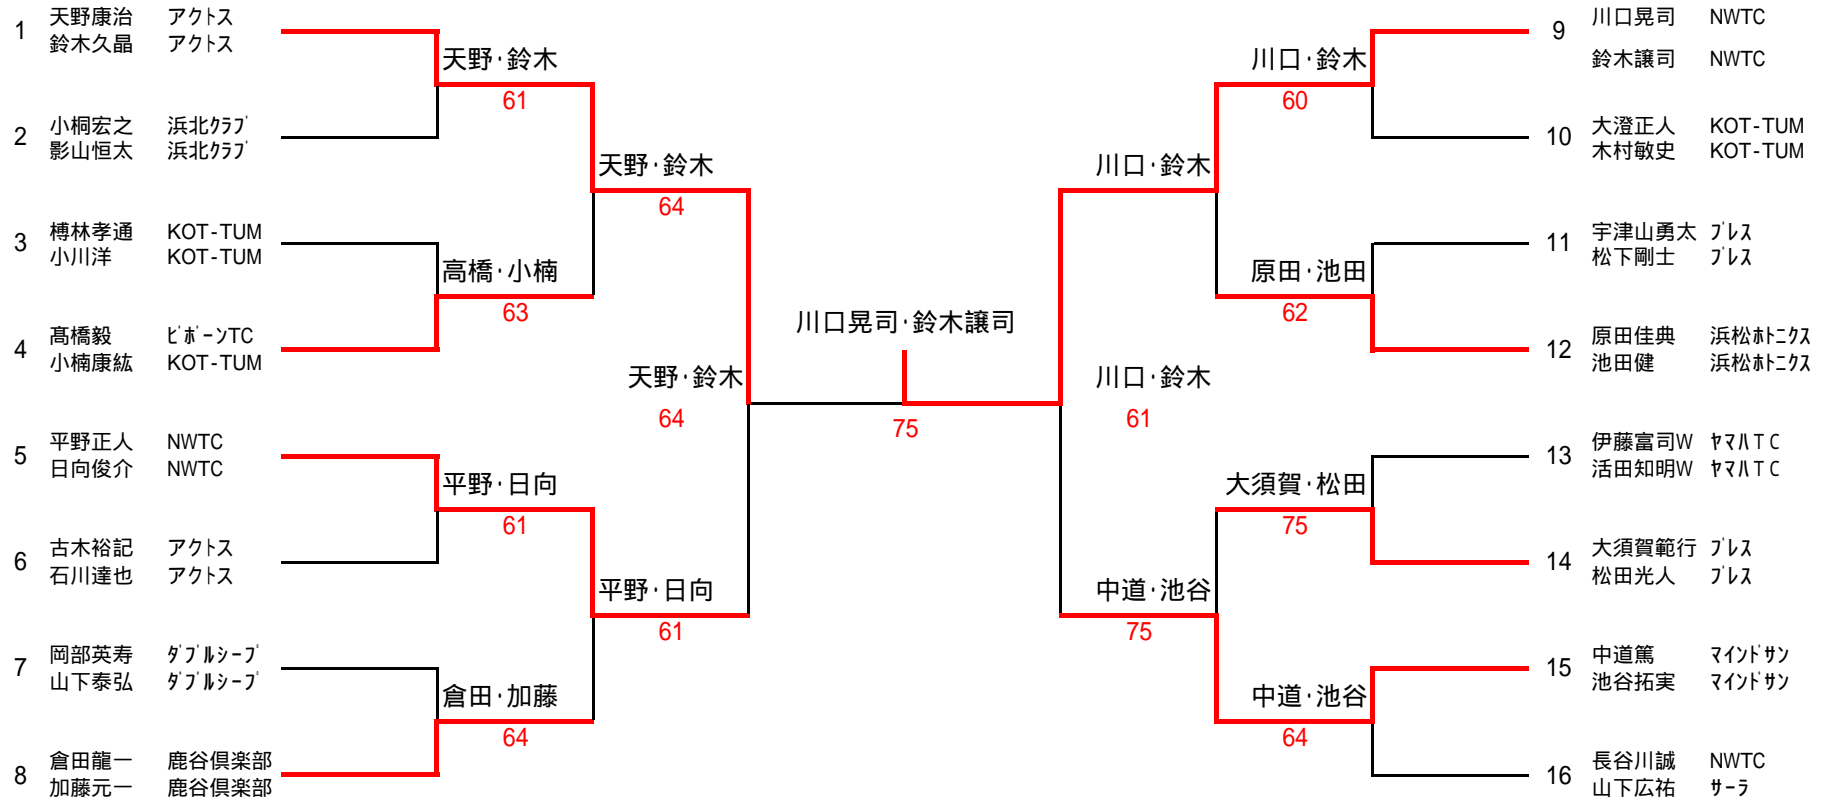 1 天野康治 アクトス
鈴木久晶 アクトス
天野・鈴木
61
2 小桐宏之 浜北ｸﾗﾌﾞ
影山恒太 浜北ｸﾗﾌﾞ
天野・鈴木
64
3 榑林孝通 KOT-TUM
小川洋 KOT-TUM
高橋・小楠
63
4 髙橋毅 ﾋﾟﾎﾞｰﾝTC
小楠康紘 KOT-TUM
天野・鈴木
64
5 平野正人 NWTC
日向俊介 NWTC
平野・日向
61
6 古木裕記 アクトス
石川達也 アクトス
平野・日向
61
7 岡部英寿 ﾀﾞﾌﾞﾙｼｰﾌﾟ
山下泰弘 ﾀﾞﾌﾞﾙｼｰﾌﾟ
倉田・加藤
64
8 倉田龍一 鹿谷倶楽部
加藤元一 鹿谷倶楽部
川口晃司・鈴木譲司
75
9 川口晃司 NWTC
鈴木譲司 NWTC
川口・鈴木
60
10 大澄正人 KOT-TUM
木村敏史 KOT-TUM
川口・鈴木
11 宇津山勇太 ﾌﾞﾚｽ
松下剛士 ﾌﾞﾚｽ
原田・池田
62
12 原田佳典 浜松ﾎﾄﾆｸｽ
池田健 浜松ﾎﾄﾆｸｽ
川口・鈴木
61
13 伊藤富司W ﾔﾏﾊＴＣ
活田知明W ﾔﾏﾊＴＣ
大須賀・松田
75
14 大須賀範行 ﾌﾞﾚｽ
松田光人 ﾌﾞﾚｽ
中道・池谷
75
15 中道篤 ﾏｲﾝﾄﾞｻﾝ
池谷拓実 ﾏｲﾝﾄﾞｻﾝ
中道・池谷
64
16 長谷川誠 NWTC
山下広祐 ｻｰﾗ